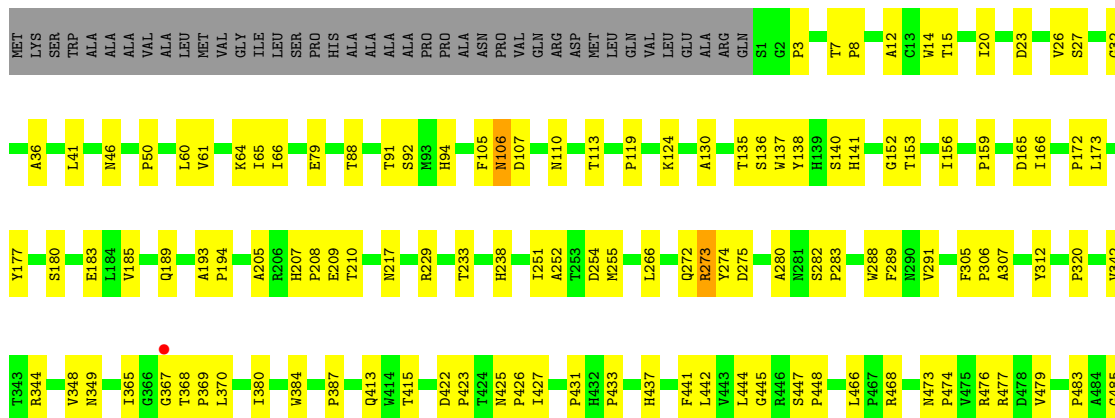 MET LYS SER TRP ALA ALA ALA ALA VAL ALA LEU MET VAL GLY ILE LEU SER PRO HIS ALA ALA ALA ALA PRO PRO ALA ASN PRO VAL GLN ARG ASP MET LEU GLN VAL LEU GLU ALA ARG GLN S1 G2 P3 T7 P8 A12 C13 W14 T15 I20 D23 V26 S27
A36 L41 N46 P50 L60 V61 K64 I65 I66 E79 T88 T91 S92 M93 H94 F105 N106 D107 N110 T113 P119 K124 A130 T135 S136 W137 Y138 H139 S140 H141 G152 T153 I156 P159 D165 I166 P172 L173
Y177 S180 E183 L184 V185 Q189 A193 P194 A205 R206 H207 P208 E209 T210 N217 R229 T233 H238 I251 A252 T253 D254 M255 L266 Q272 R273 Y274 D275 A280 N281 S282 P283 W288 F289 N290 V291 F305 P306 A307 Y312 P320
T343 R344 V348 N349 I365 G366 G367 T368 P369 L370 I380 W384 P387 Q413 W414 T415 D422 P423 T424 N425 P426 I427 P431 H432 P433 H437 F441 L442 V443 L444 G445 R446 S447 P448 L466 P467 R468 N473 P474 V475 R476 R477 D478 V479 P483 A484